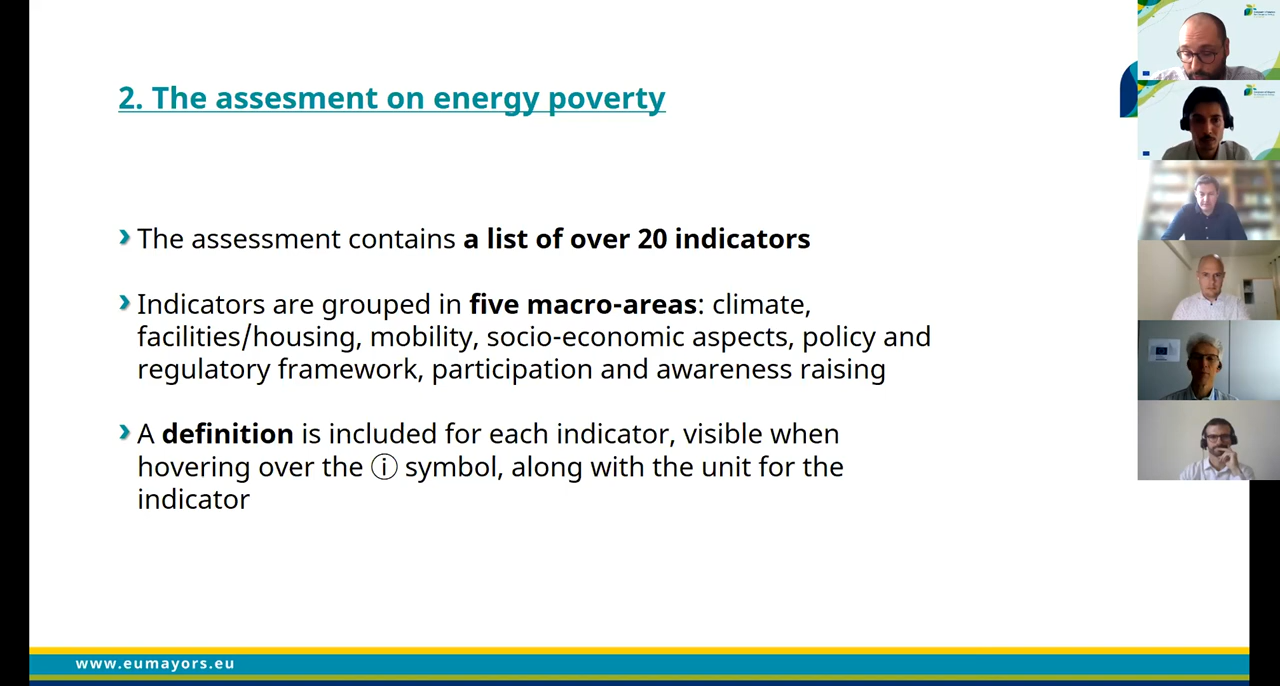 2. The assesment on energy poverty
› The assessment contains a list of over 20 indicators
› Indicators are grouped in five macro-areas: climate,
facilities/housing, mobility, socio-economic aspects, policy and
regulatory framework, participation and awareness raising
› A definition is included for each indicator, visible when
hovering over the ⓘ symbol, along with the unit for the
indicator
www.eumayors.eu